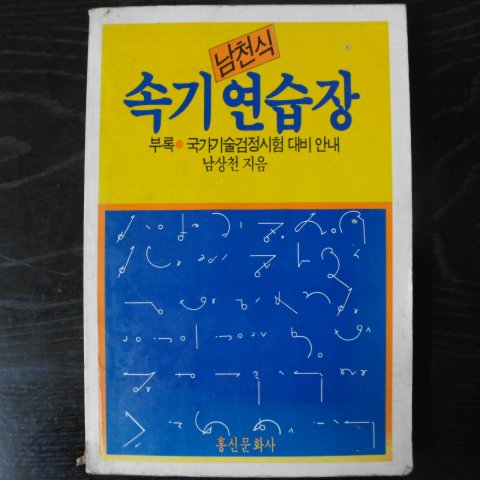 남천식
속기 연습장
부록 ● 국가기술검정시험 대비 안내
남상천 지음
흥신문화사